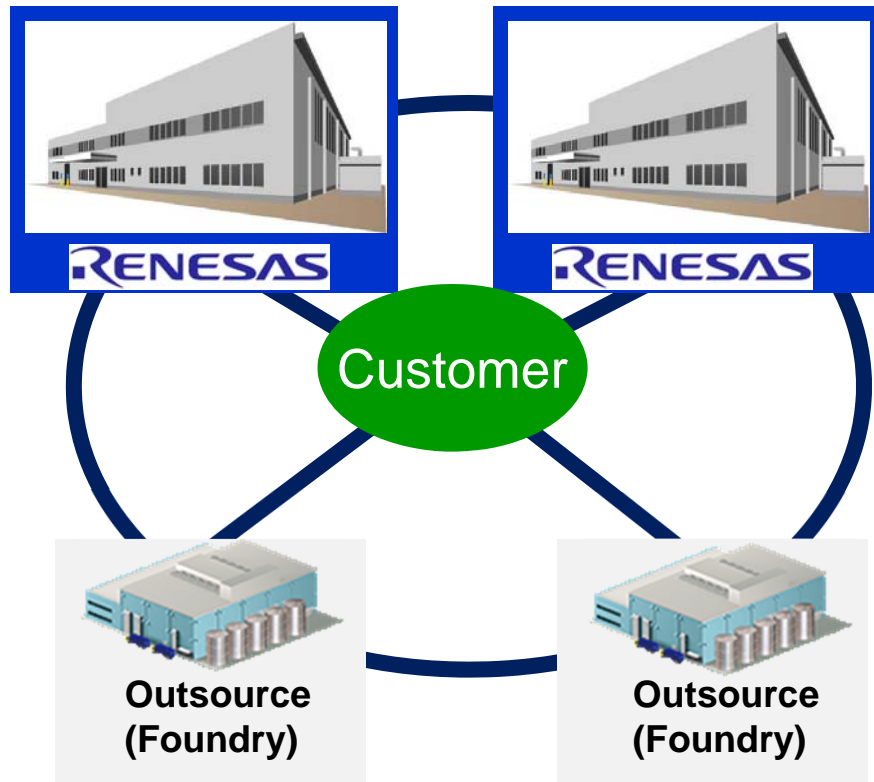 RENESAS
RENESAS
Customer
Outsource
(Foundry)
Outsource
(Foundry)